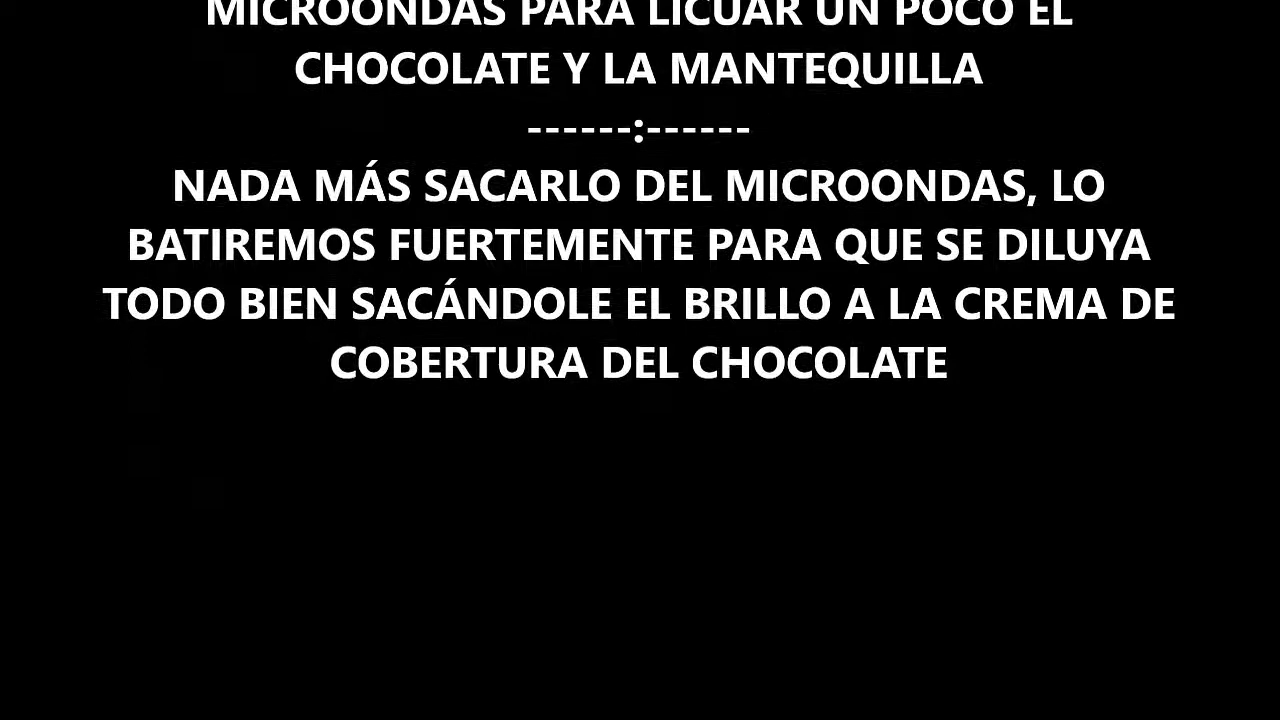 MICROONDAS PARA LICUAR UN POCO EL
CHOCOLATE Y LA MANTEQUILLA
------:------
NADA MÁS SACARLO DEL MICROONDAS, LO
BATIREMOS FUERTEMENTE PARA QUE SE DILUYA
TODO BIEN SACÁNDOLE EL BRILLO A LA CREMA DE
COBERTURA DEL CHOCOLATE